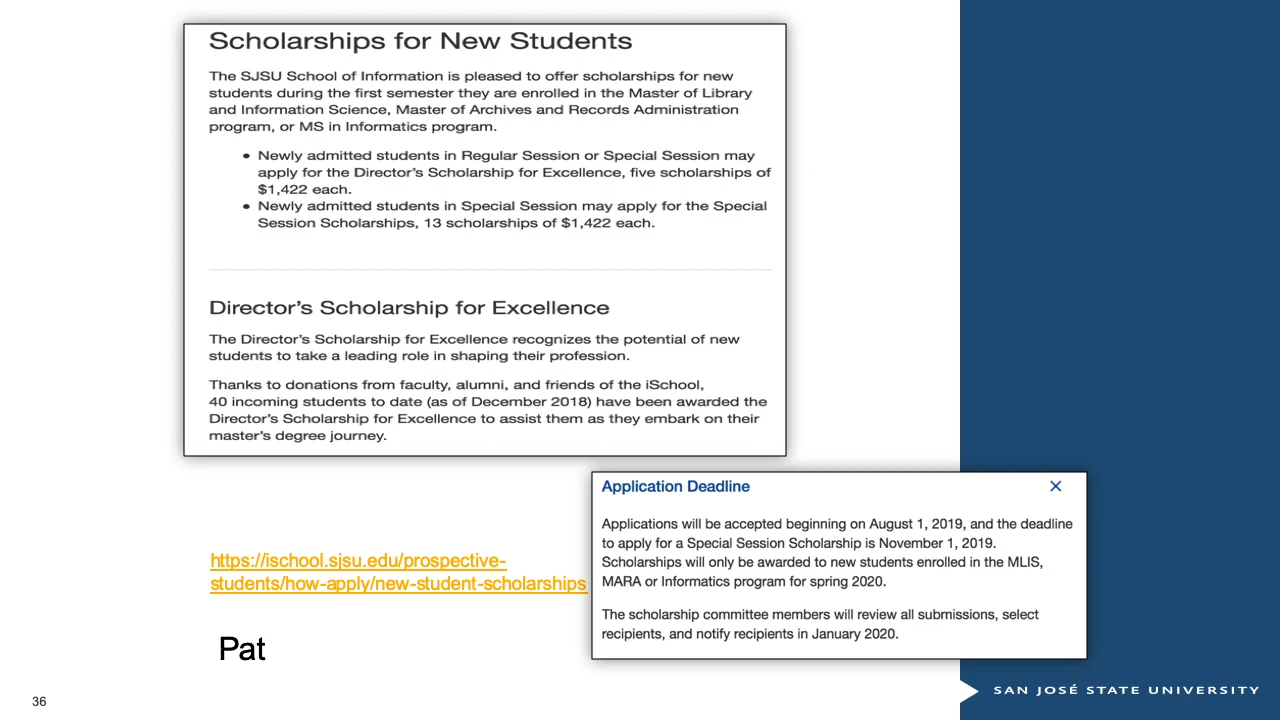 Scholarships for New Students
The SJSU School of Information is pleased to offer scholarships for new
students during the first semester they are enrolled in the Master of Library
and Information Science, Master of Archives and Records Administration
program, or MS in Informatics program.
• Newly admitted students in Regular Session or Special Session may
apply for the Director’s Scholarship for Excellence, five scholarships of
$1,422 each.
• Newly admitted students in Special Session may apply for the Special
Session Scholarships, 13 scholarships of $1,422 each.
Director’s Scholarship for Excellence
The Director’s Scholarship for Excellence recognizes the potential of new
students to take a leading role in shaping their profession.
Thanks to donations from faculty, alumni, and friends of the iSchool,
40 incoming students to date (as of December 2018) have been awarded the
Director’s Scholarship for Excellence to assist them as they embark on their
master’s degree journey.
Application Deadline
Applications will be accepted beginning on August 1, 2019, and the deadline
to apply for a Special Session Scholarship is November 1, 2019.
Scholarships will only be awarded to new students enrolled in the MLIS,
MARA or Informatics program for spring 2020.
The scholarship committee members will review all submissions, select
recipients, and notify recipients in January 2020.
https://ischool.sjsu.edu/prospective-
students/how-apply/new-student-scholarships
Pat
36
SAN JOSÉ STATE UNIVERSITY